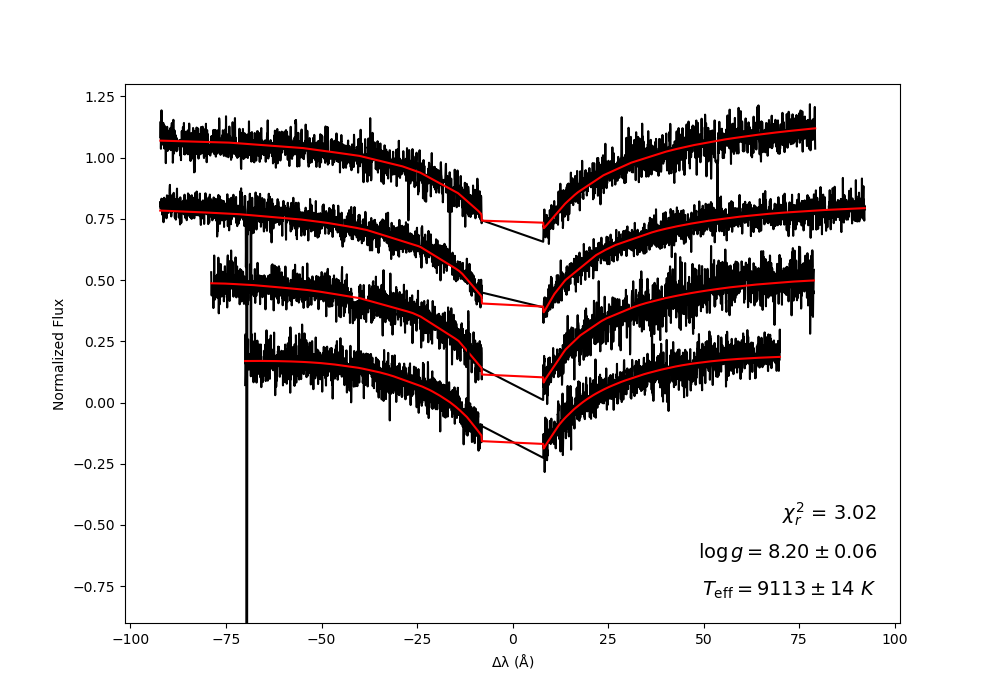 1.25
1.00
0.75
0.50
0.25
0.00
−0.25
−0.50
−0.75
Normalized Flux
χ²ᵣ = 3.02
log g = 8.20 ± 0.06
T_eff = 9113 ± 14 K
−100 −75 −50 −25 0 25 50 75 100
Δλ (Å)